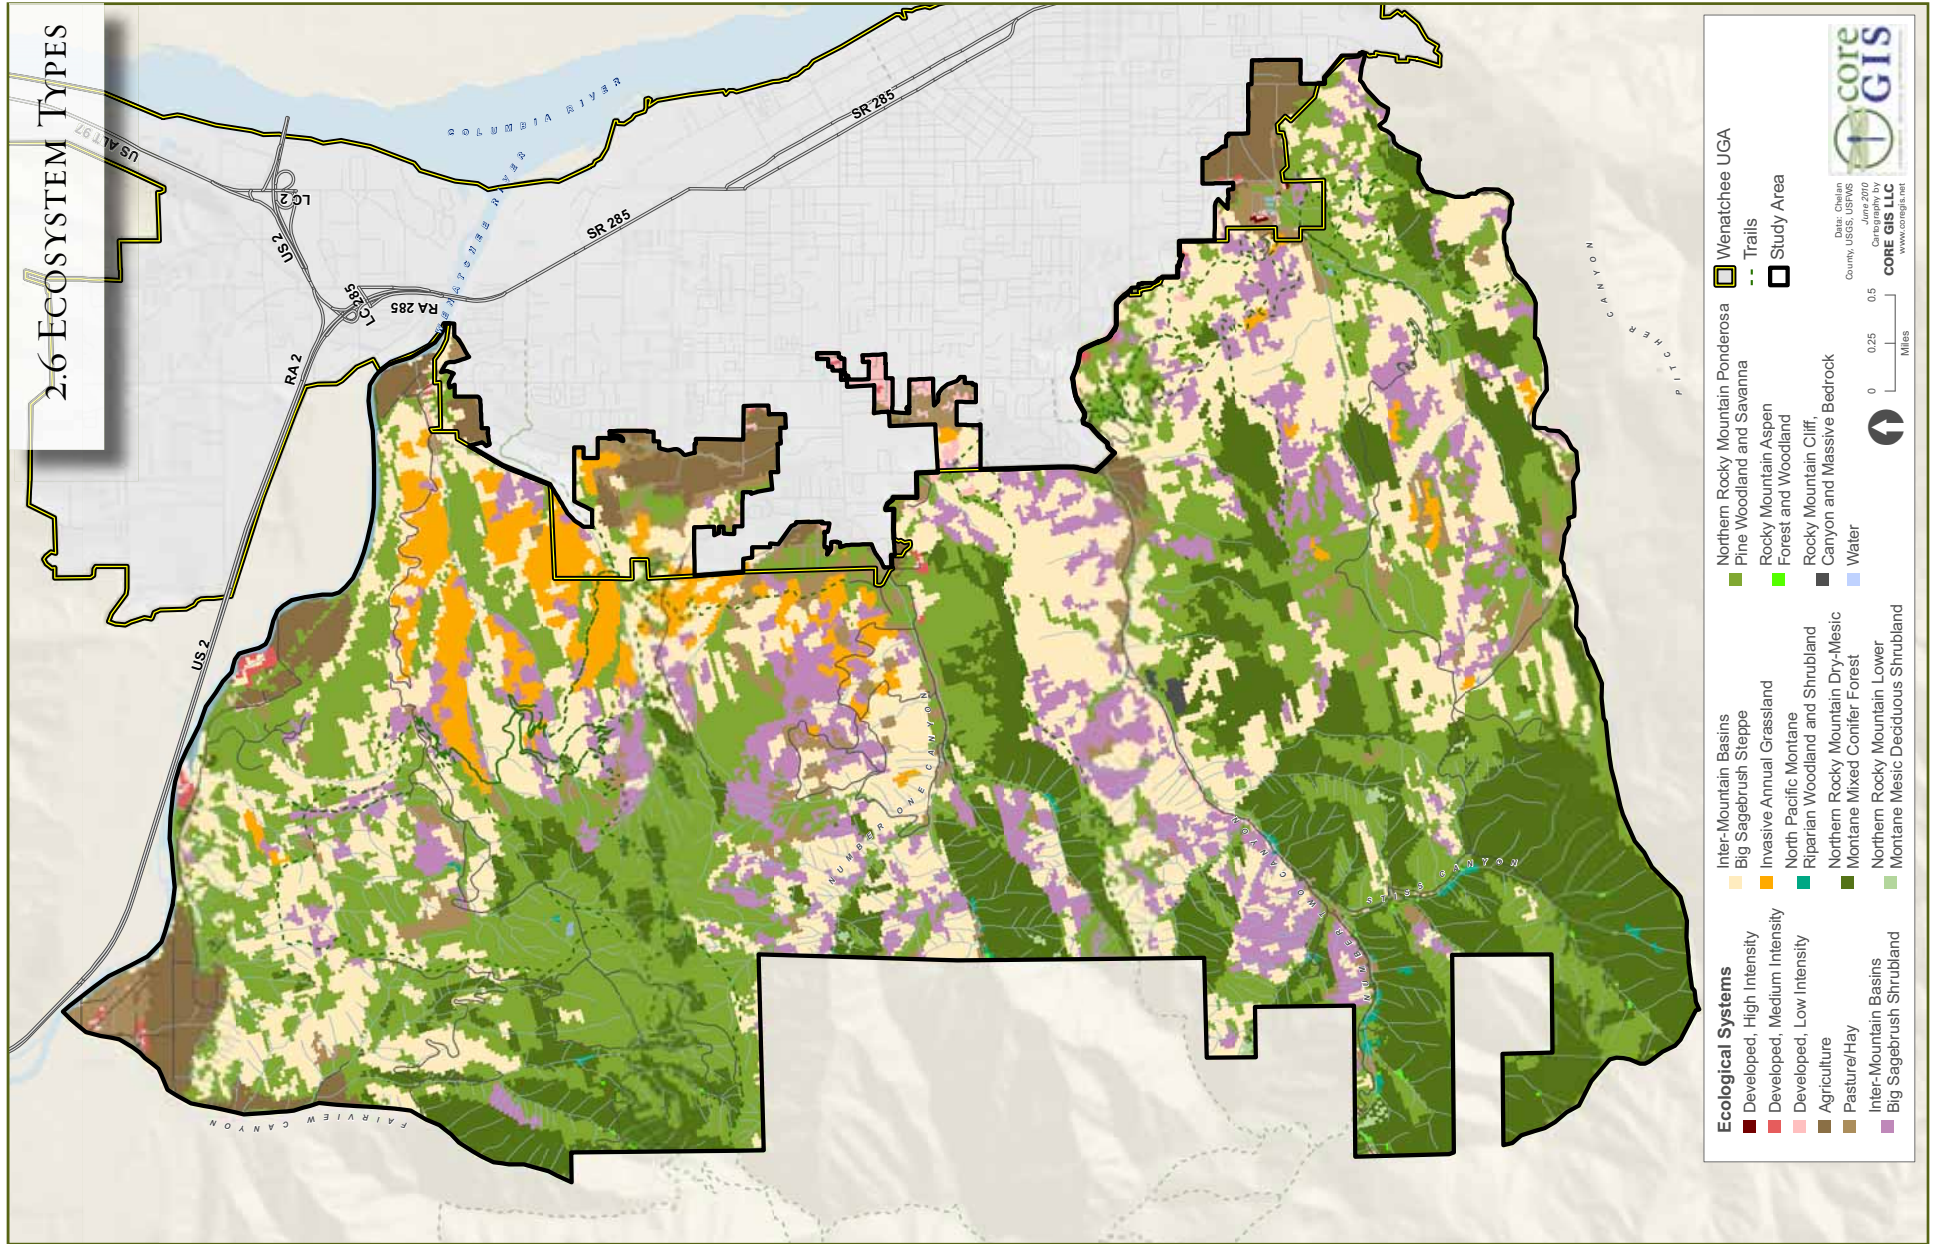 2.6 Ecosystem Types
US ALT 97
LC 2
US 2
LC 285
RA 285
RA 2
US 2
SR 285
SR 285
COLUMBIA RIVER
WENATCHEE RIVER
FAIRVIEW CANYON
NUMBER ONE CANYON
NUMBER TWO CANYON
PITCHER CANYON
Ecological Systems
Developed, High Intensity
Developed, Medium Intensity
Developed, Low Intensity
Agriculture
Pasture/Hay
Inter-Mountain Basins
Big Sagebrush Shrubland
Inter-Mountain Basins
Big Sagebrush Steppe
Invasive Annual Grassland
North Pacific Montane
Riparian Woodland and Shrubland
Northern Rocky Mountain Dry-Mesic
Montane Mixed Conifer Forest
Northern Rocky Mountain Lower
Montane Mesic Deciduous Shrubland
Northern Rocky Mountain Ponderosa
Pine Woodland and Savanna
Rocky Mountain Aspen
Forest and Woodland
Rocky Mountain Cliff,
Canyon and Massive Bedrock
Water
Wenatchee UGA
Trails
Study Area
0 0.25 0.5
Miles
Data: Chelan
County, USGS, USFWS
June 2010
Cartography by
CORE GIS LLC
www.coregis.net
core
GIS